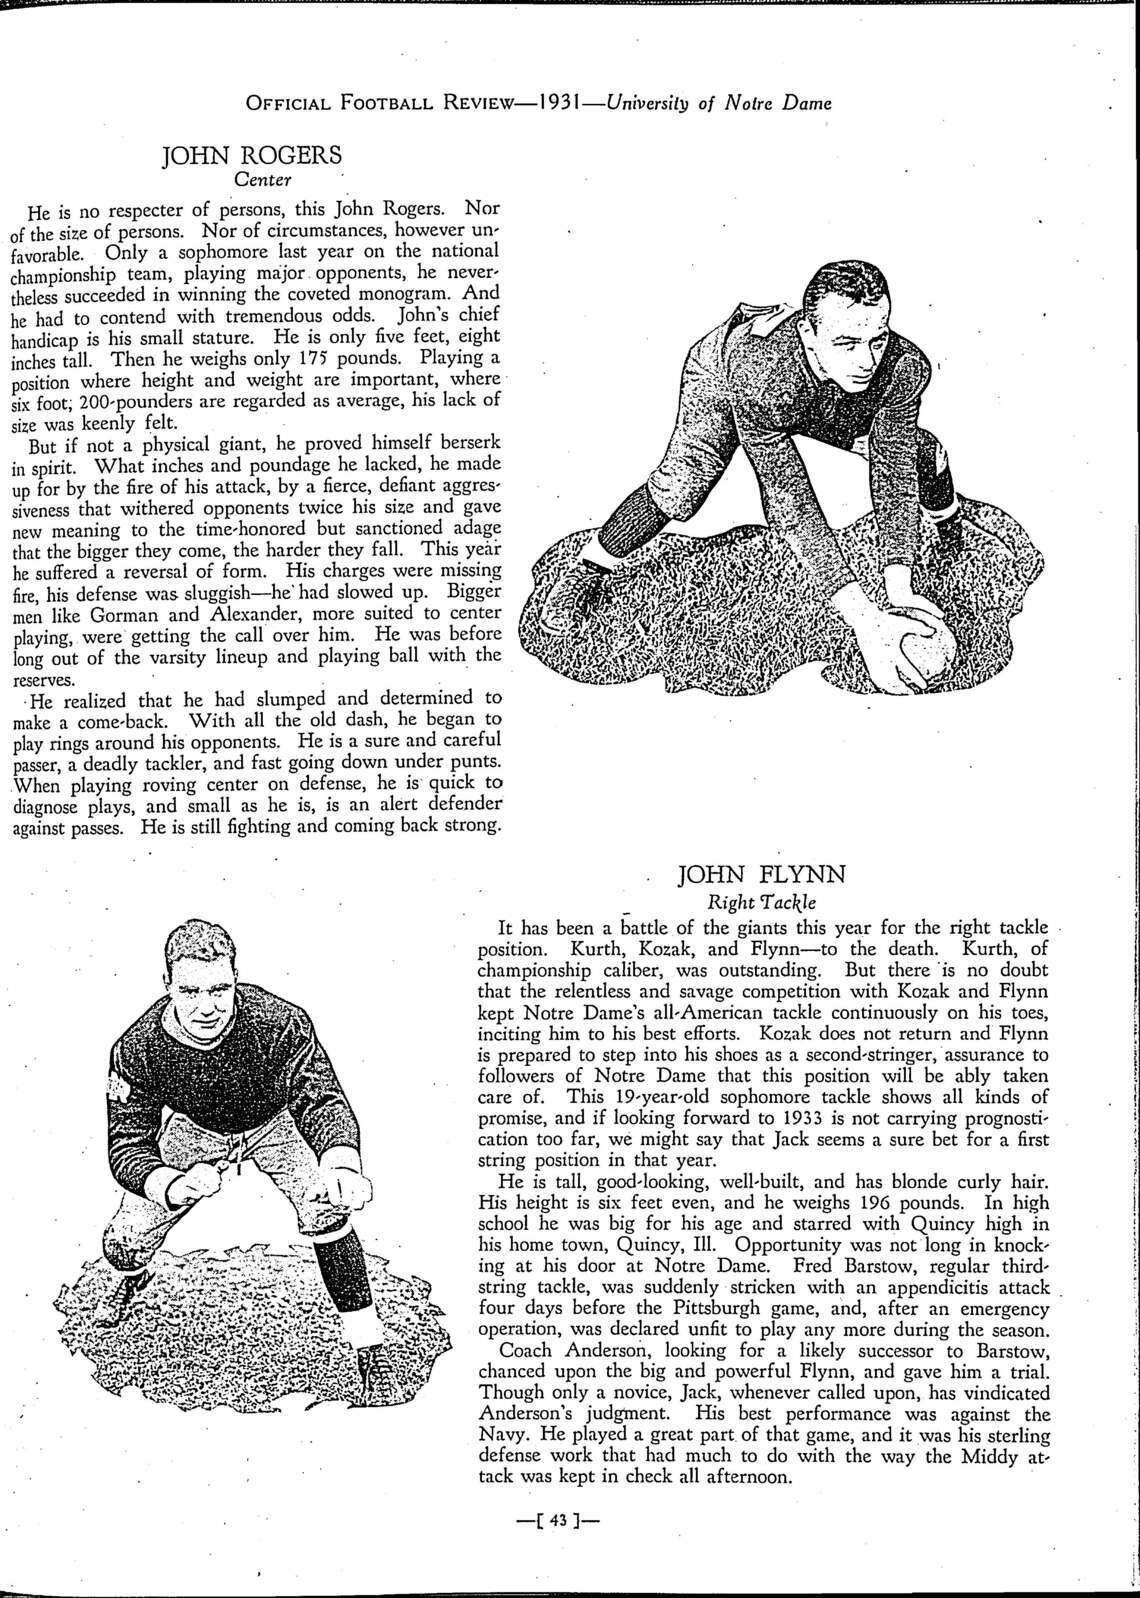 OFFICIAL FOOTBALL REVIEW—1931—University of Notre Dame
JOHN ROGERS
Center
He is no respecter of persons, this John Rogers. Nor
of the size of persons. Nor of circumstances, however un-
favorable. Only a sophomore last year on the national
championship team, playing major opponents, he never-
theless succeeded in winning the coveted monogram. And
he had to contend with tremendous odds. John's chief
handicap is his small stature. He is only five feet, eight
inches tall. Then he weighs only 175 pounds. Playing a
position where height and weight are important, where
six foot, 200-pounders are regarded as average, his lack of
size was keenly felt.
But if not a physical giant, he proved himself berserk
in spirit. What inches and poundage he lacked, he made
up for by the fire of his attack, by a fierce, defiant aggres-
siveness that withered opponents twice his size and gave
new meaning to the time-honored but sanctioned adage
that the bigger they come, the harder they fall. This year
he suffered a reversal of form. His charges were missing
fire, his defense was sluggish—he had slowed up. Bigger
men like Gorman and Alexander, more suited to center
playing, were getting the call over him. He was before
long out of the varsity lineup and playing ball with the
reserves.
He realized that he had slumped and determined to
make a come-back. With all the old dash, he began to
play rings around his opponents. He is a sure and careful
passer, a deadly tackler, and fast going down under punts.
When playing roving center on defense, he is quick to
diagnose plays, and small as he is, is an alert defender
against passes. He is still fighting and coming back strong.
JOHN FLYNN
Right Tackle
It has been a battle of the giants this year for the right tackle
position. Kurth, Kozak, and Flynn—to the death. Kurth, of
championship caliber, was outstanding. But there is no doubt
that the relentless and savage competition with Kozak and Flynn
kept Notre Dame's all-American tackle continuously on his toes,
inciting him to his best efforts. Kozak does not return and Flynn
is prepared to step into his shoes as a second-stringer, assurance to
followers of Notre Dame that this position will be ably taken
care of. This 19-year-old sophomore tackle shows all kinds of
promise, and if looking forward to 1933 is not carrying prognosti-
cation too far, we might say that Jack seems a sure bet for a first
string position in that year.
He is tall, good-looking, well-built, and has blonde curly hair.
His height is six feet even, and he weighs 196 pounds. In high
school he was big for his age and starred with Quincy high in
his home town, Quincy, Ill. Opportunity was not long in knock-
ing at his door at Notre Dame. Fred Barstow, regular third-
string tackle, was suddenly stricken with an appendicitis attack
four days before the Pittsburgh game, and, after an emergency
operation, was declared unfit to play any more during the season.
Coach Anderson, looking for a likely successor to Barstow,
chanced upon the big and powerful Flynn, and gave him a trial.
Though only a novice, Jack, whenever called upon, has vindicated
Anderson's judgment. His best performance was against the
Navy. He played a great part of that game, and it was his sterling
defense work that had much to do with the way the Middy at-
tack was kept in check all afternoon.
—[ 43 ]—